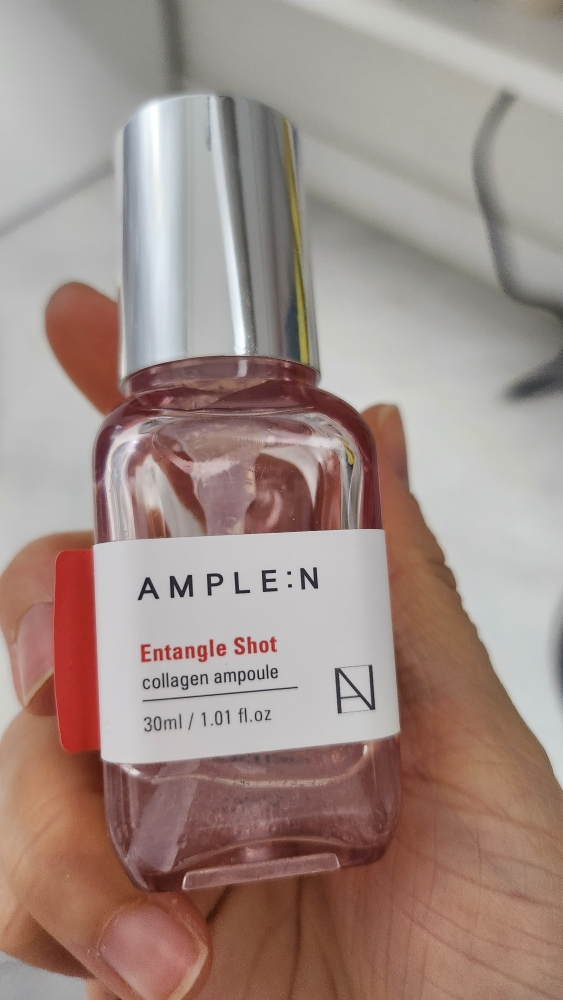 AMPLE:N
Entangle Shot
collagen ampoule
30ml / 1.01 fl.oz